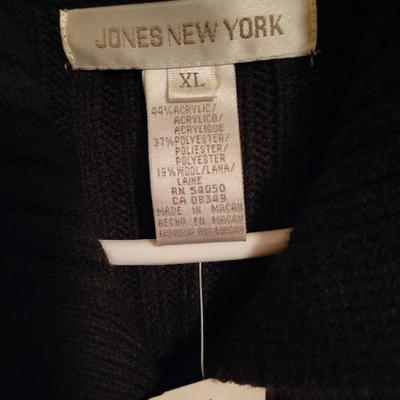 JONES NEW YORK
XL
44% ACRYLIC/
ACRYLICO/
ACRYLIQUE
37% POLYESTER/
POLIESTER/
POLYESTER
19% WOOL/LANA/
LAINE
RN 54050
CA 08349
MADE IN MACAU
HECHO EN MACAU